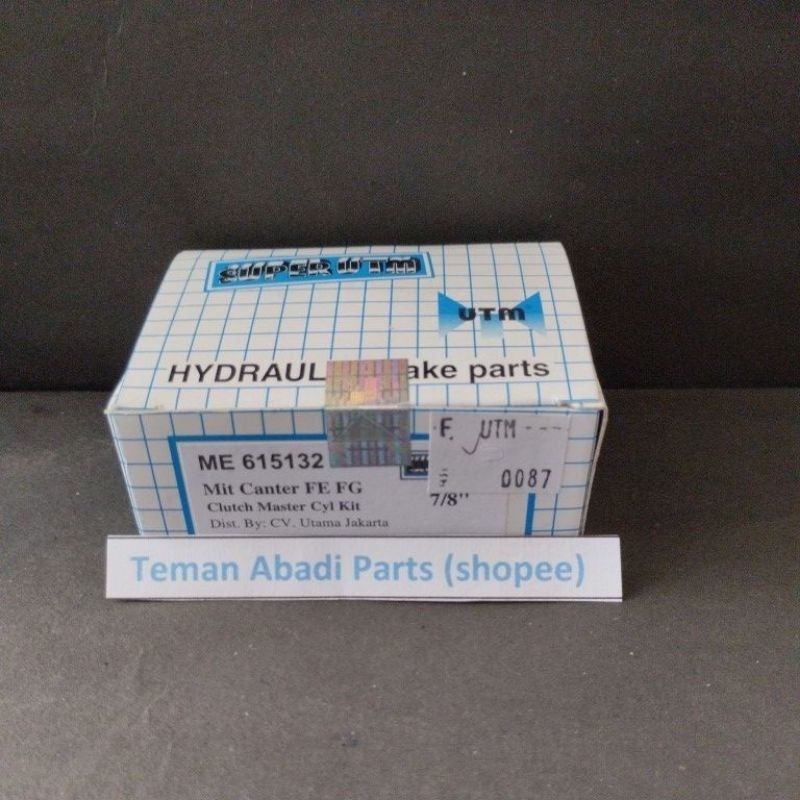 SUPER UTM
UTM
HYDRAUL ake parts
F. UTM ---
0087
ME 615132
Mit Canter FE FG
7/8"
Clutch Master Cyl Kit
Dist. By: CV. Utama Jakarta
Teman Abadi Parts (shopee)